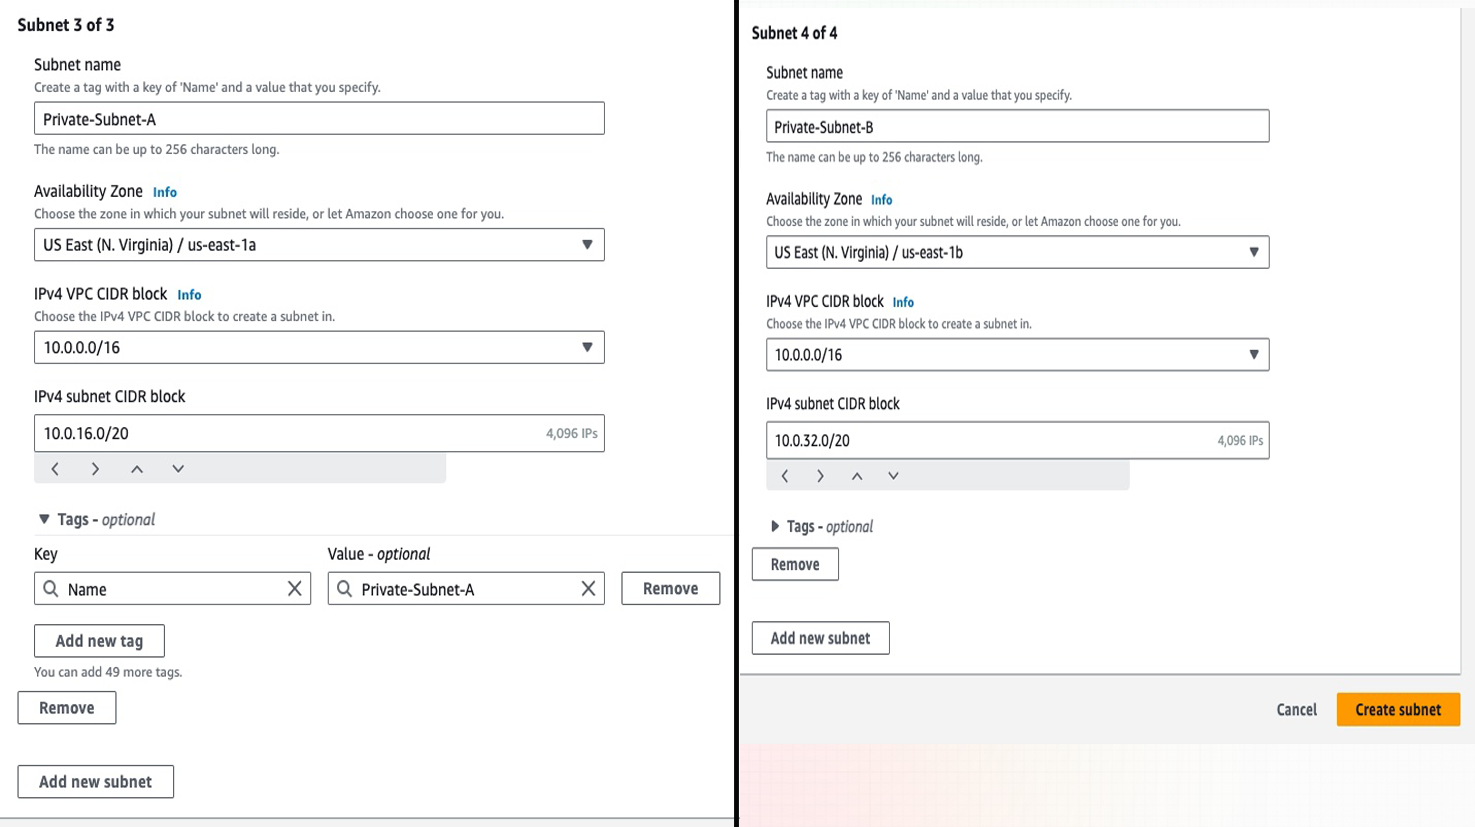 Subnet 3 of 3
Subnet name
Create a tag with a key of 'Name' and a value that you specify.
Private-Subnet-A
The name can be up to 256 characters long.
Availability Zone Info
Choose the zone in which your subnet will reside, or let Amazon choose one for you.
US East (N. Virginia) / us-east-1a
IPv4 VPC CIDR block Info
Choose the IPv4 VPC CIDR block to create a subnet in.
10.0.0.0/16
IPv4 subnet CIDR block
10.0.16.0/20 4,096 IPs
Tags - optional
Key Value - optional
Name Private-Subnet-A Remove
Add new tag
You can add 49 more tags.
Remove
Add new subnet
Subnet 4 of 4
Subnet name
Create a tag with a key of 'Name' and a value that you specify.
Private-Subnet-B
The name can be up to 256 characters long.
Availability Zone Info
Choose the zone in which your subnet will reside, or let Amazon choose one for you.
US East (N. Virginia) / us-east-1b
IPv4 VPC CIDR block Info
Choose the IPv4 VPC CIDR block to create a subnet in.
10.0.0.0/16
IPv4 subnet CIDR block
10.0.32.0/20 4,096 IPs
Tags - optional
Remove
Add new subnet
Cancel Create subnet